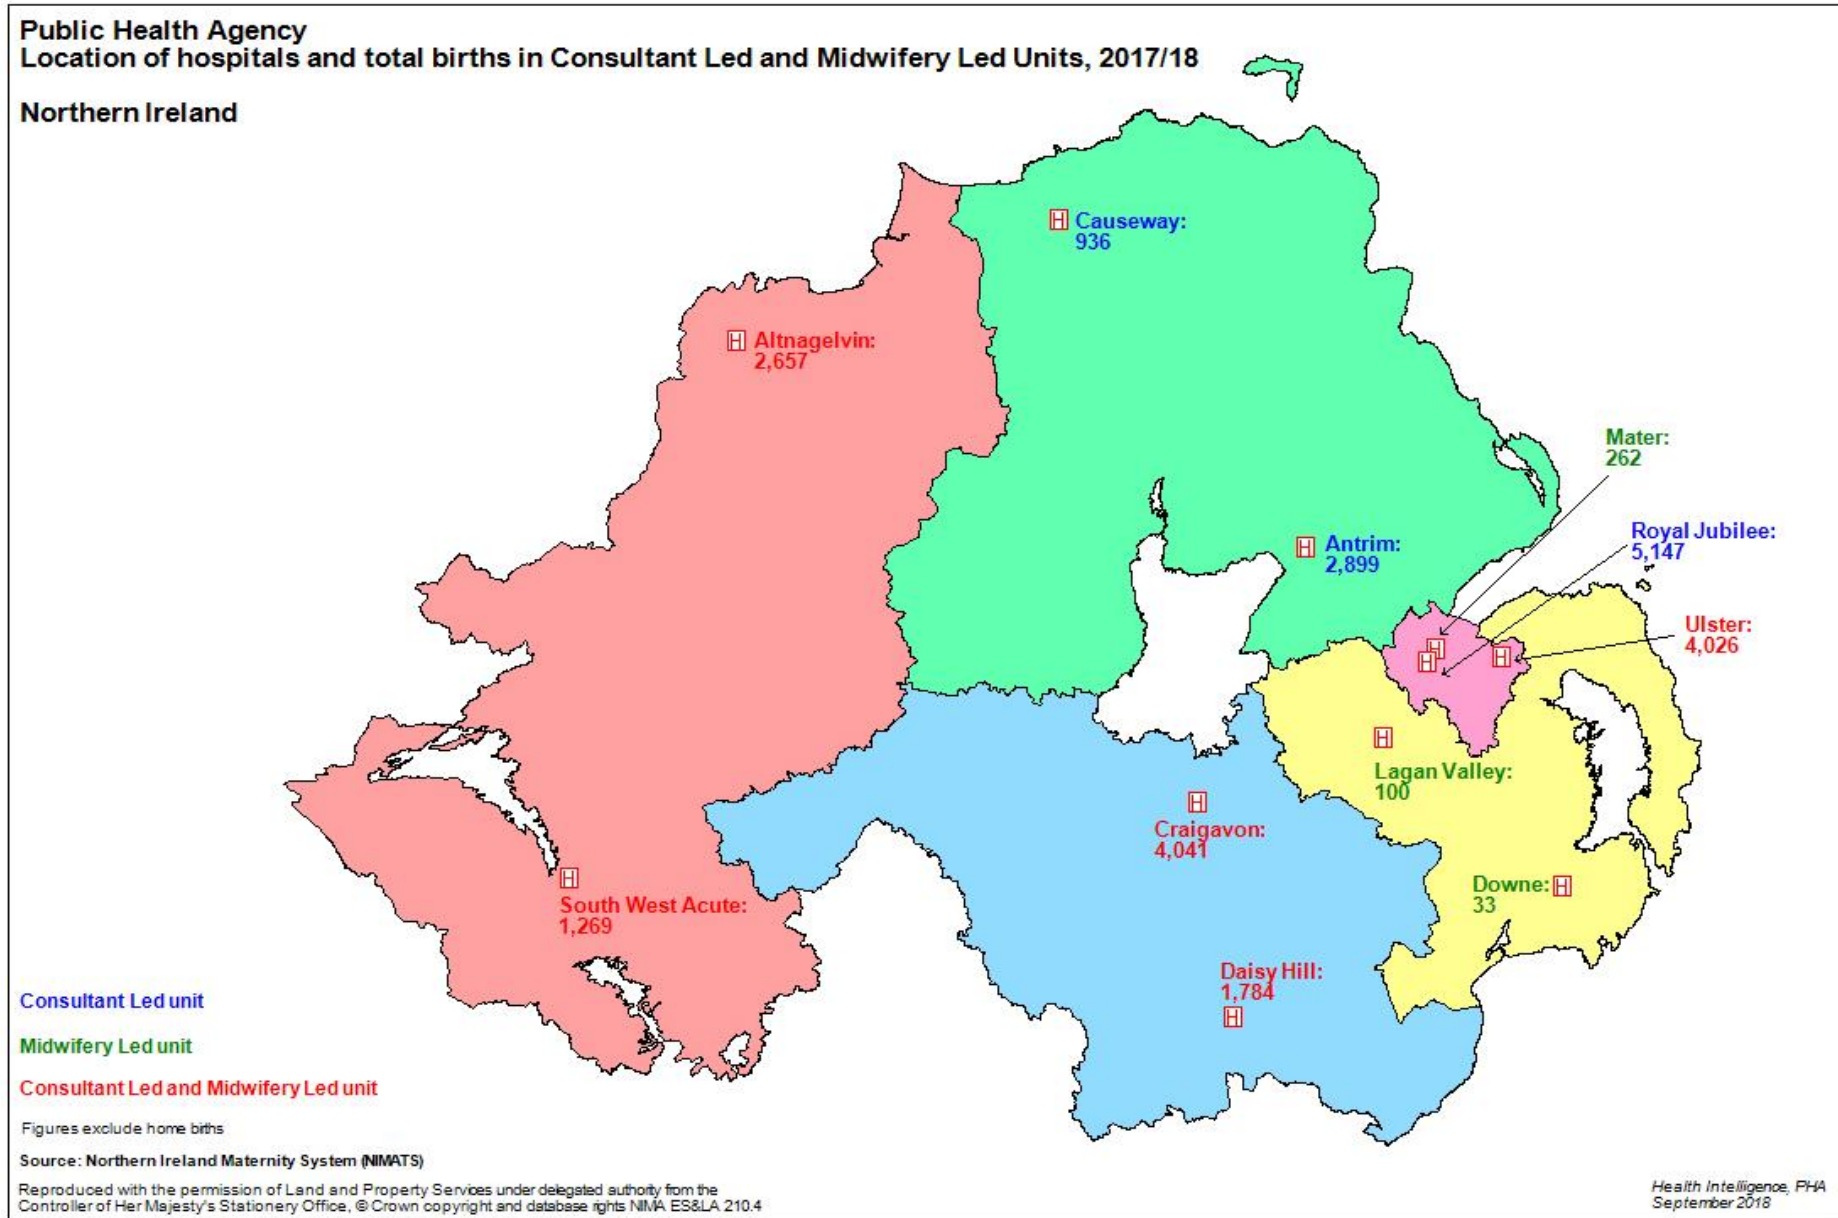 Public Health Agency
Location of hospitals and total births in Consultant Led and Midwifery Led Units, 2017/18
Northern Ireland
H Causeway:
936
H Altnagelvin:
2,657
Mater:
262
Royal Jubilee:
5,147
H Antrim:
2,899
Ulster:
4,026
H
H
H
H
Lagan Valley:
100
H
Craigavon:
4,041
H
South West Acute:
1,269
Downe: H
33
Daisy Hill:
1,784
H
Consultant Led unit
Midwifery Led unit
Consultant Led and Midwifery Led unit
Figures exclude home births
Source: Northern Ireland Maternity System (NIMATS)
Reproduced with the permission of Land and Property Services under delegated authority from the
Controller of Her Majesty's Stationery Office, © Crown copyright and database rights NIMA ES&LA 210.4
Health Intelligence, PHA
September 2018